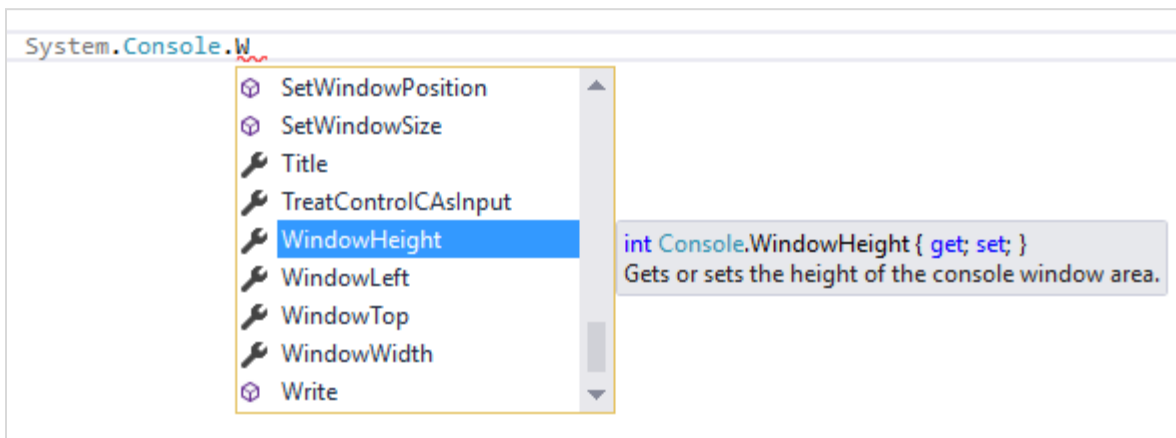 System.Console.W
SetWindowPosition
SetWindowSize
Title
TreatControlCAsInput
WindowHeight
int Console.WindowHeight { get; set; }
Gets or sets the height of the console window area.
WindowLeft
WindowTop
WindowWidth
Write